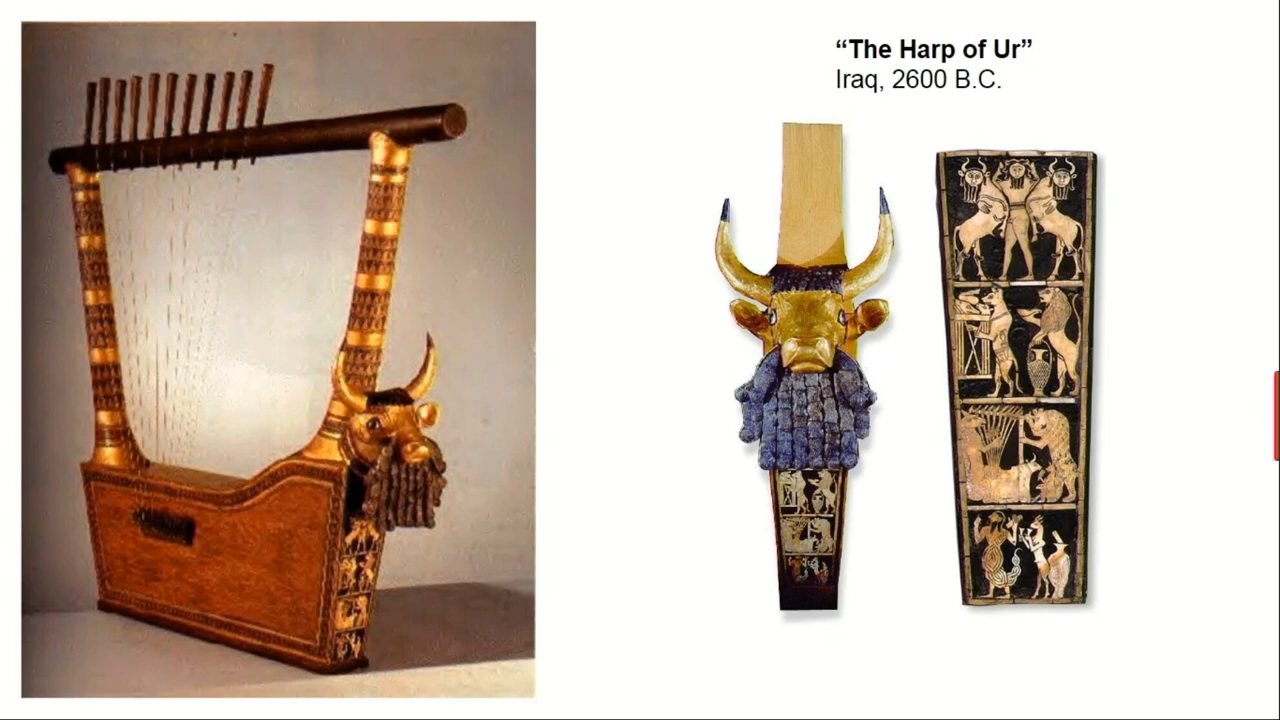 “The Harp of Ur”
Iraq, 2600 B.C.